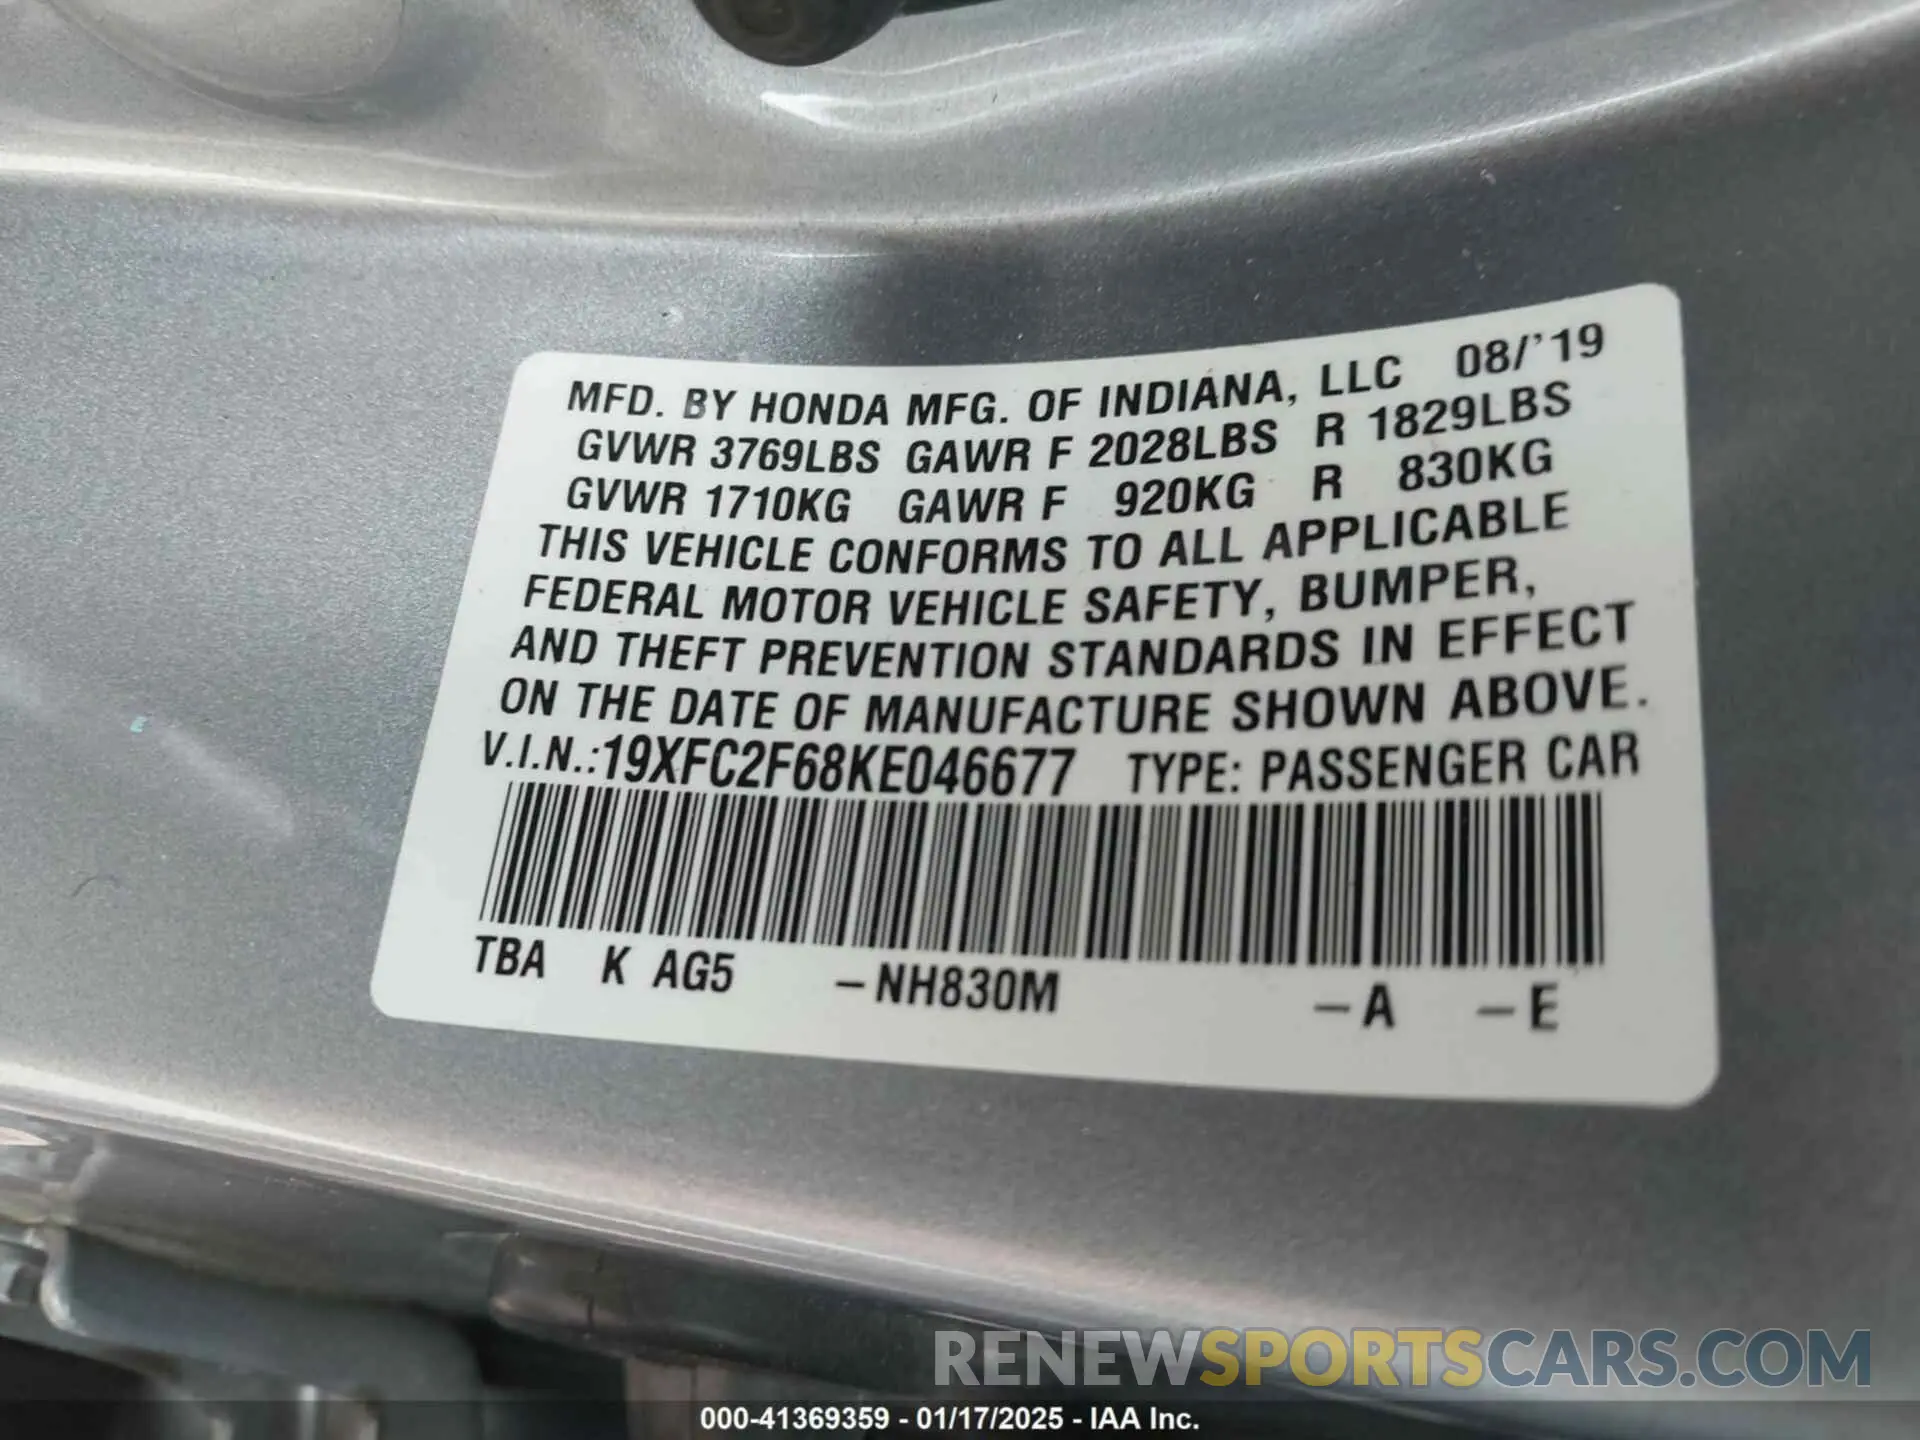 MFD. BY HONDA MFG. OF INDIANA, LLC 08/'19
GVWR 3769LBS GAWR F 2028LBS R 1829LBS
GVWR 1710KG GAWR F 920KG R 830KG
THIS VEHICLE CONFORMS TO ALL APPLICABLE
FEDERAL MOTOR VEHICLE SAFETY, BUMPER,
AND THEFT PREVENTION STANDARDS IN EFFECT
ON THE DATE OF MANUFACTURE SHOWN ABOVE.
V.I.N.:19XFC2F68KE046677 TYPE: PASSENGER CAR
TBA K AG5 –NH830M –A –E
RENEWSPORTSCARS.COM
000-41369359 - 01/17/2025 - IAA Inc.